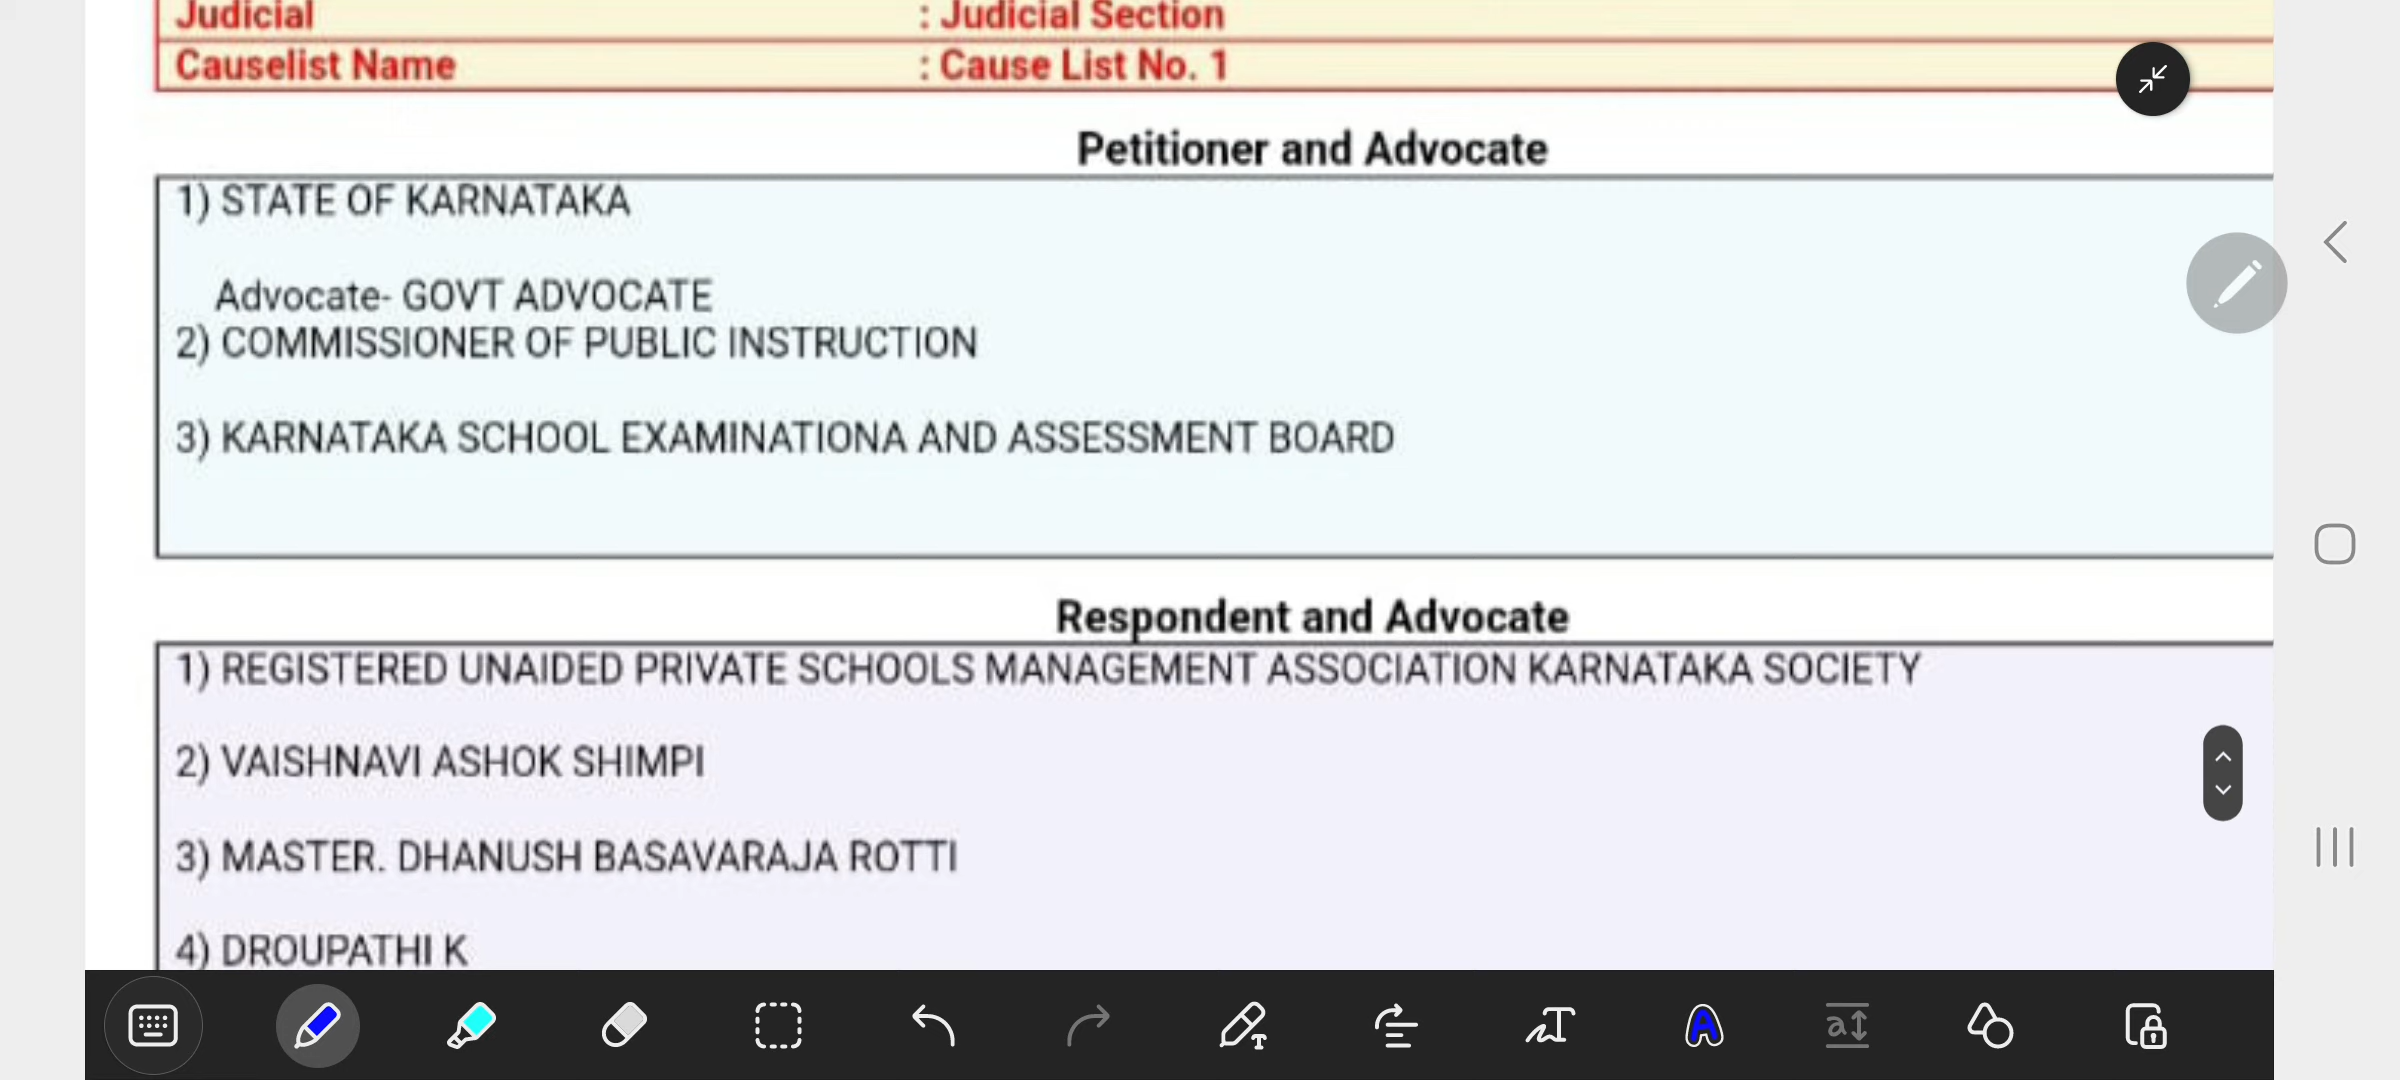 Judicial : Judicial Section
Causelist Name : Cause List No. 1
Petitioner and Advocate
1) STATE OF KARNATAKA
Advocate- GOVT ADVOCATE
2) COMMISSIONER OF PUBLIC INSTRUCTION
3) KARNATAKA SCHOOL EXAMINATIONA AND ASSESSMENT BOARD
Respondent and Advocate
1) REGISTERED UNAIDED PRIVATE SCHOOLS MANAGEMENT ASSOCIATION KARNATAKA SOCIETY
2) VAISHNAVI ASHOK SHIMPI
3) MASTER. DHANUSH BASAVARAJA ROTTI
4) DROUPATHI K